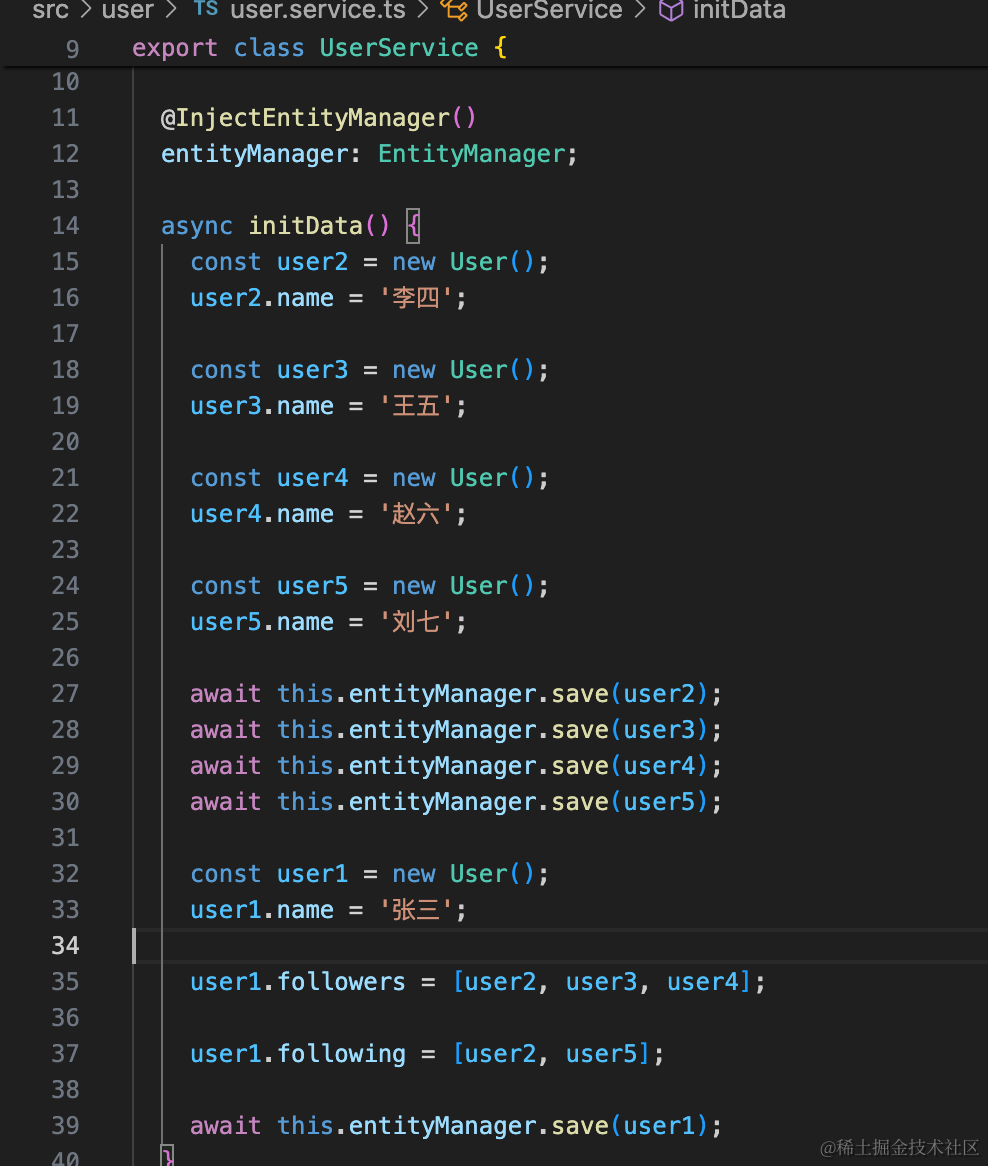 src > user > TS user.service.ts > UserService > initData
9 export class UserService {
10
11 @InjectEntityManager()
12 entityManager: EntityManager;
13
14 async initData() {
15 const user2 = new User();
16 user2.name = '李四';
17
18 const user3 = new User();
19 user3.name = '王五';
20
21 const user4 = new User();
22 user4.name = '赵六';
23
24 const user5 = new User();
25 user5.name = '刘七';
26
27 await this.entityManager.save(user2);
28 await this.entityManager.save(user3);
29 await this.entityManager.save(user4);
30 await this.entityManager.save(user5);
31
32 const user1 = new User();
33 user1.name = '张三';
34
35 user1.followers = [user2, user3, user4];
36
37 user1.following = [user2, user5];
38
39 await this.entityManager.save(user1);
40 }
@稀土掘金技术社区